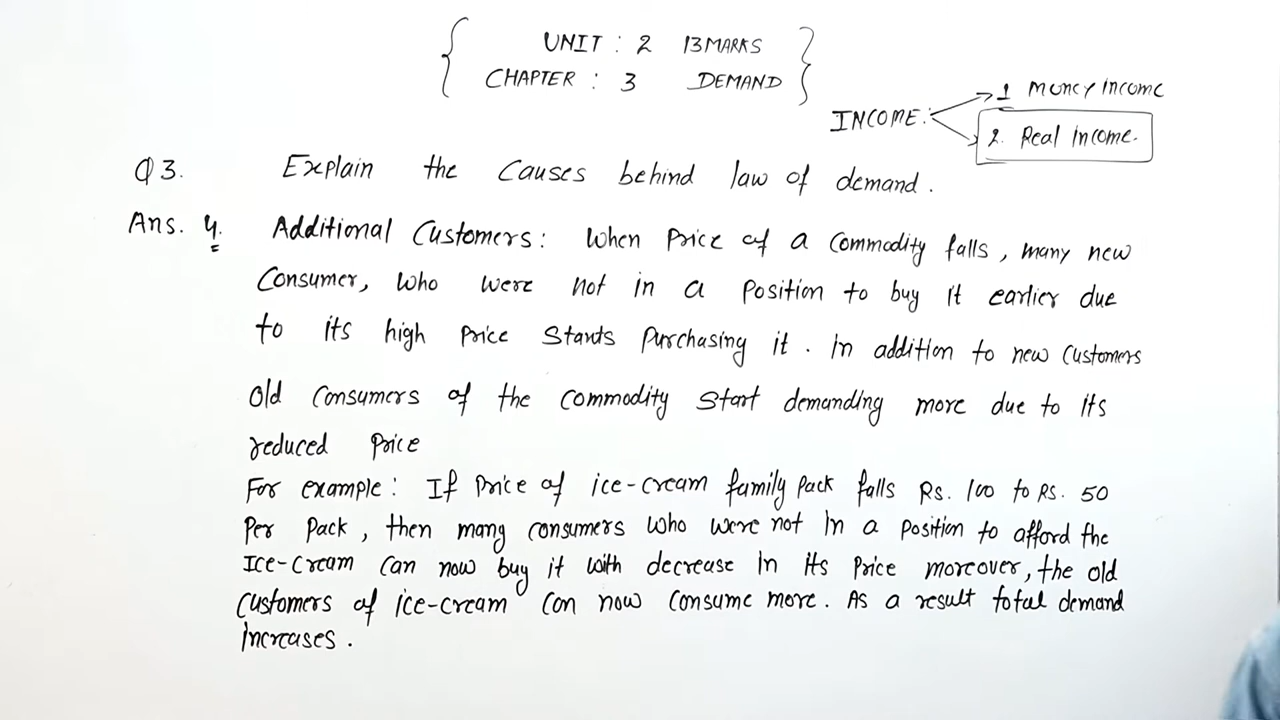 UNIT : 2 13 MARKS
CHAPTER : 3 DEMAND
INCOME:
1 Money income
2. Real income.
Q3. Explain the Causes behind law of demand.
Ans. 4. Additional Customers: When Price of a Commodity falls, many new
Consumer, who were not in a position to buy it earlier due
to its high price starts purchasing it. In addition to new customers
Old consumers of the commodity start demanding more due to its
reduced price
For example: If price of ice-cream family pack falls Rs. 100 to Rs. 50
Per pack, then many consumers who were not in a position to afford the
Ice-Cream can now buy it with decrease in its price moreover, the old
Customers of ice-cream can now consume more. As a result total demand
increases.